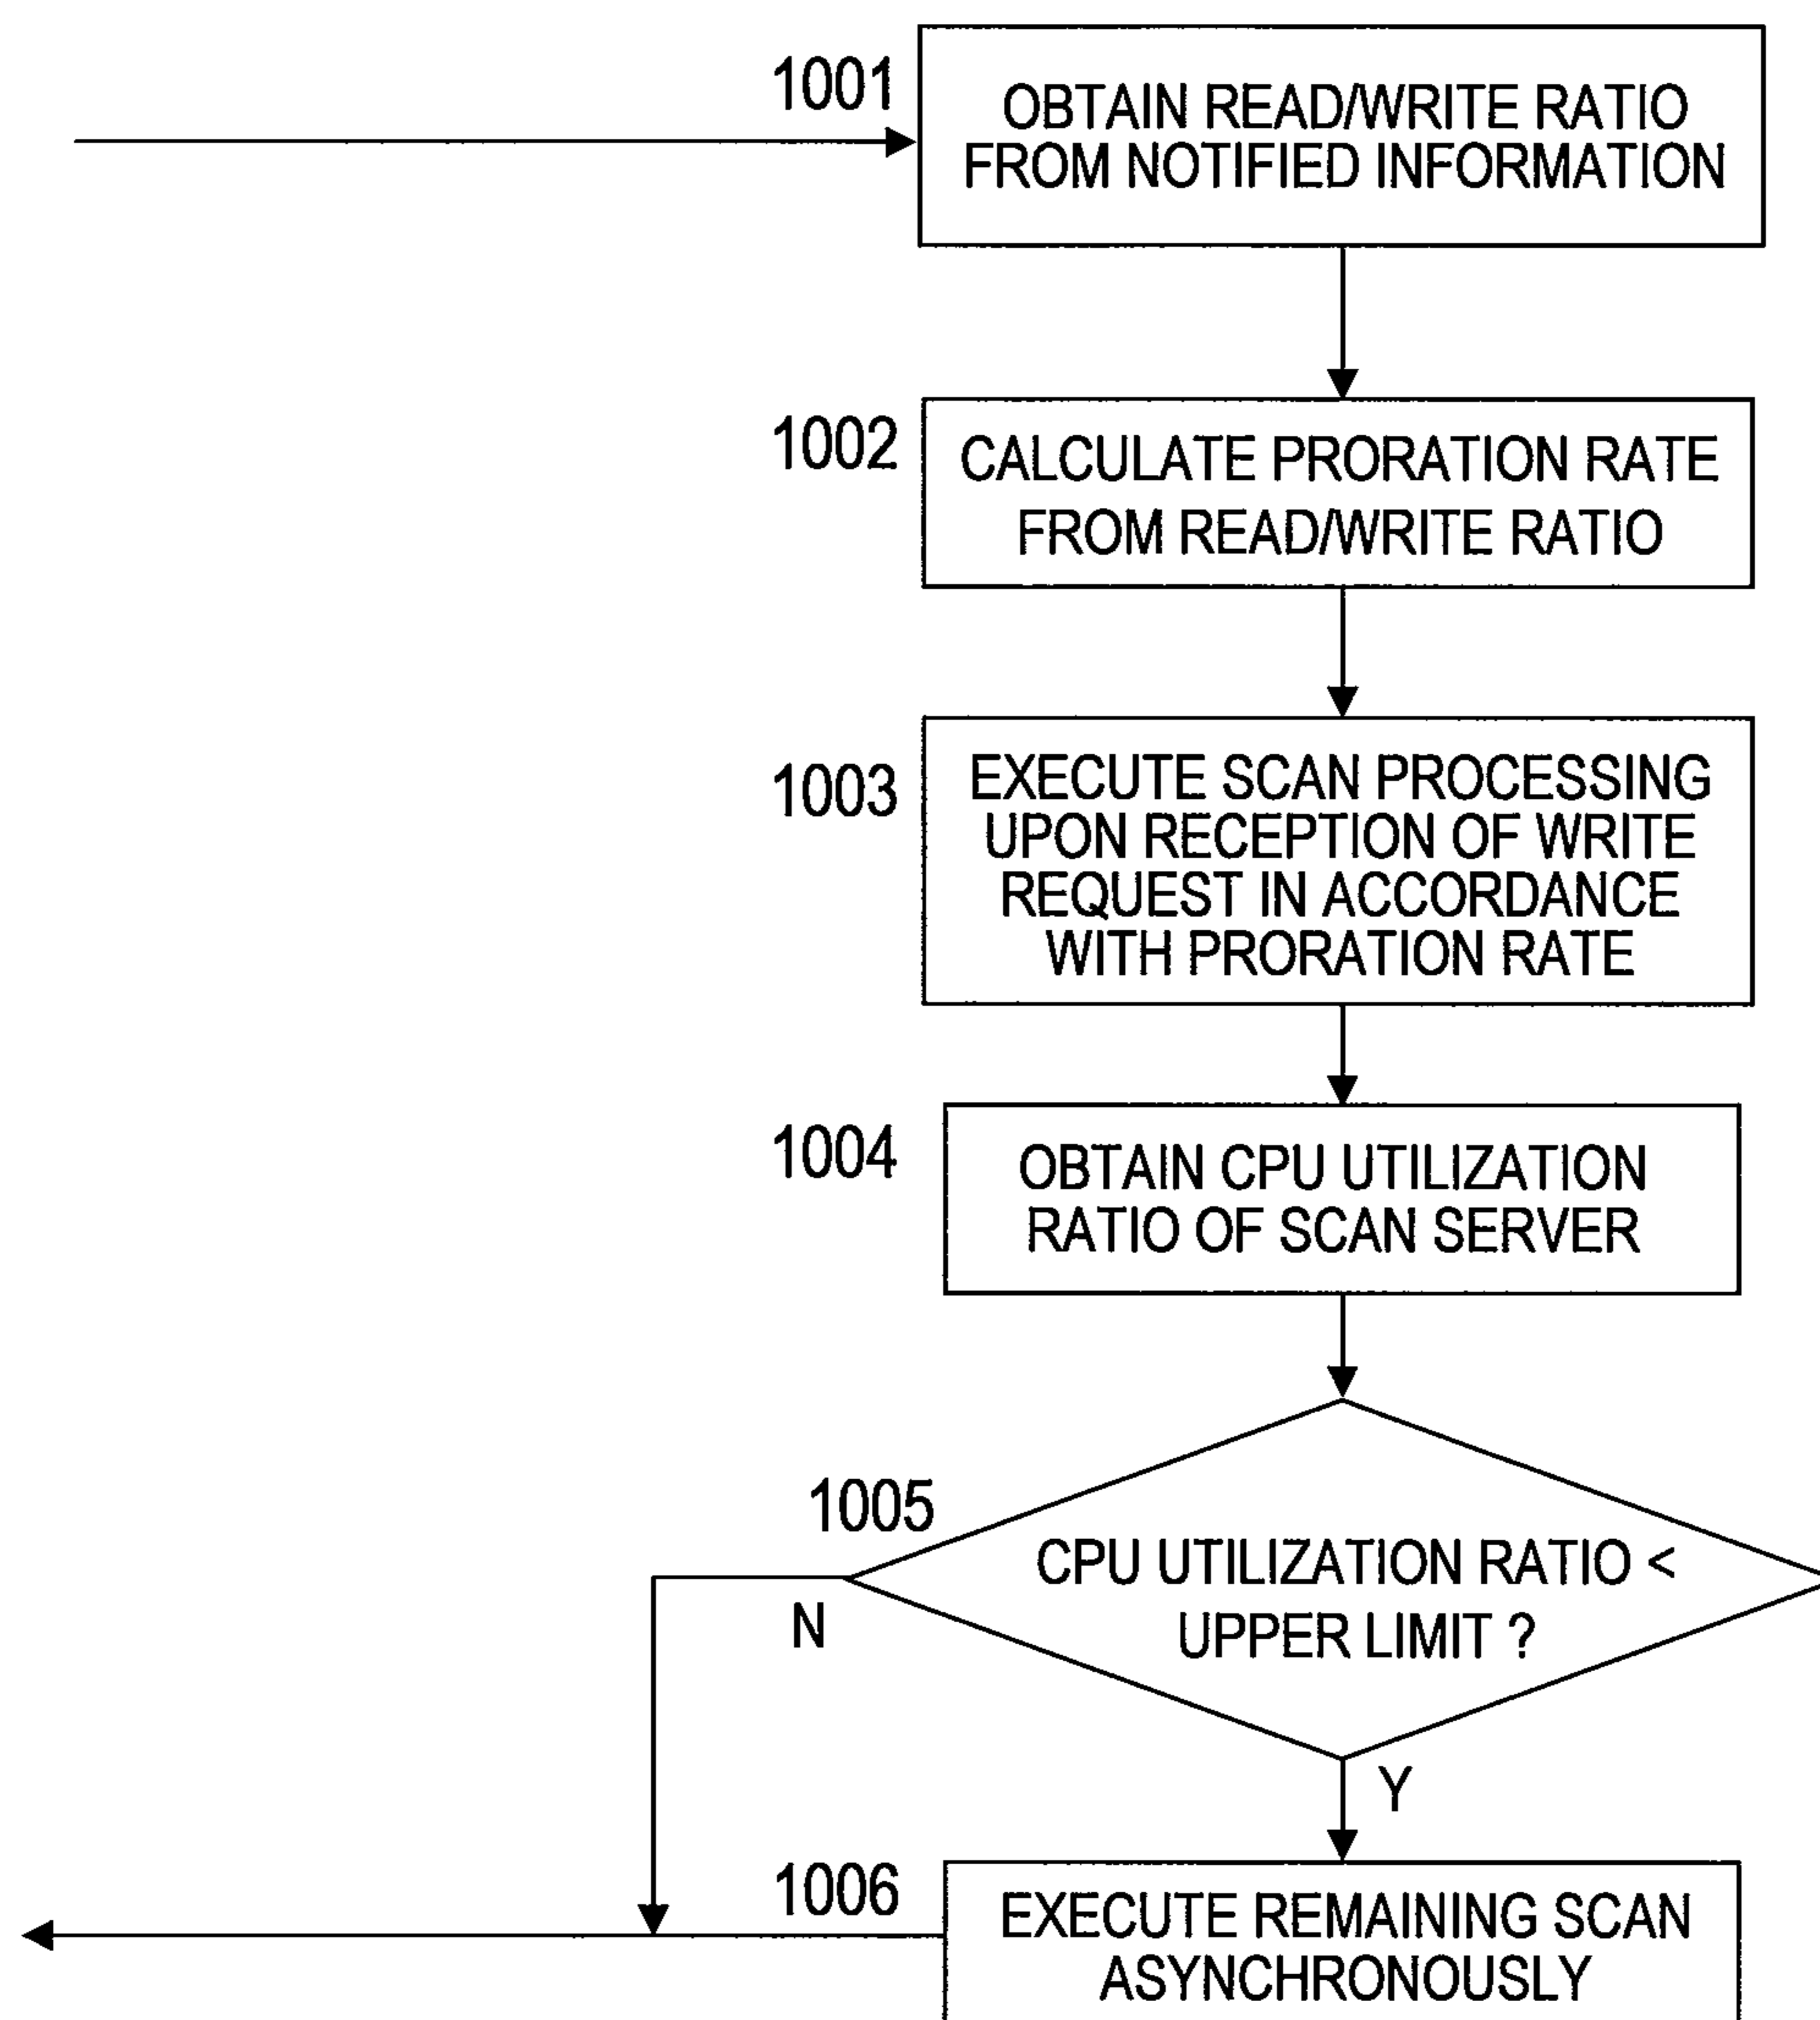 1001
OBTAIN READ/WRITE RATIO
FROM NOTIFIED INFORMATION
1002
CALCULATE PRORATION RATE
FROM READ/WRITE RATIO
1003
EXECUTE SCAN PROCESSING
UPON RECEPTION OF WRITE
REQUEST IN ACCORDANCE
WITH PRORATION RATE
1004
OBTAIN CPU UTILIZATION
RATIO OF SCAN SERVER
1005
CPU UTILIZATION RATIO <
UPPER LIMIT ?
N
Y
1006
EXECUTE REMAINING SCAN
ASYNCHRONOUSLY